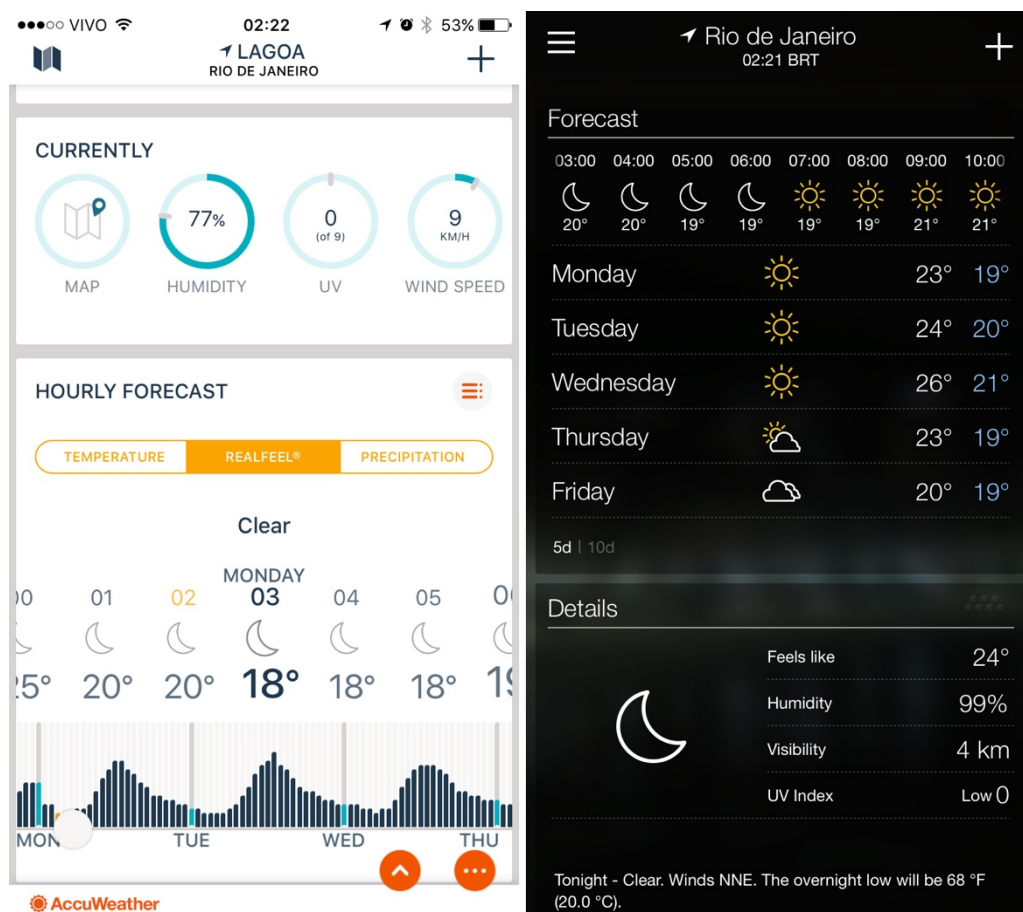 VIVO 02:22 53%
LAGOA
RIO DE JANEIRO
CURRENTLY
77% 0 9
(of 9) KM/H
MAP HUMIDITY UV WIND SPEED
HOURLY FORECAST
TEMPERATURE REALFEEL® PRECIPITATION
Clear
MONDAY
01 02 03 04 05
20° 20° 18° 18° 18°
MON TUE WED THU
AccuWeather
Rio de Janeiro
02:21 BRT
Forecast
03:00 04:00 05:00 06:00 07:00 08:00 09:00 10:00
20° 20° 19° 19° 19° 19° 21° 21°
Monday 23° 19°
Tuesday 24° 20°
Wednesday 26° 21°
Thursday 23° 19°
Friday 20° 19°
5d | 10d
Details
Feels like 24°
Humidity 99%
Visibility 4 km
UV Index Low 0
Tonight - Clear. Winds NNE. The overnight low will be 68 °F
(20.0 °C).